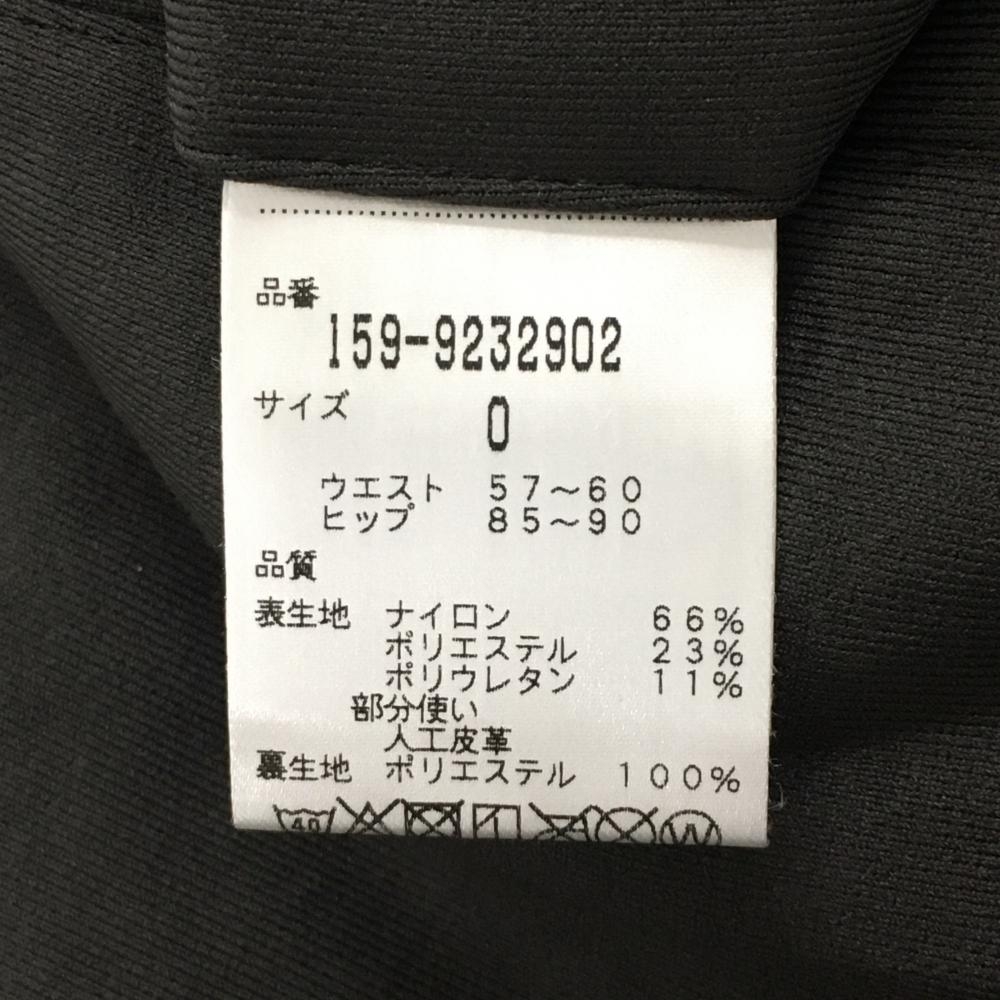 品番
159-9232902
サイズ 0
ウエスト 57～60
ヒップ 85～90
品質
表生地 ナイロン 66%
ポリエステル 23%
ポリウレタン 11%
部分使い
人工皮革
裏生地 ポリエステル 100%
40 W